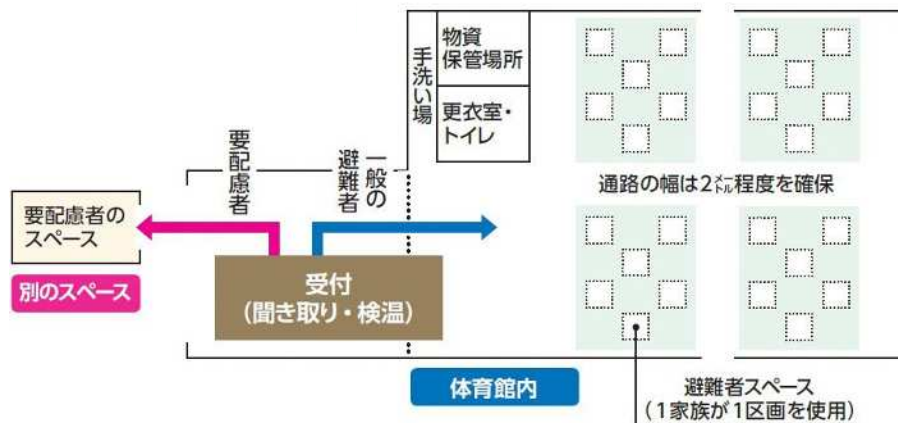 手洗い場
物資
保管場所
更衣室・
トイレ
要配慮者
一般の
避難者
通路の幅は2㍍程度を確保
要配慮者の
スペース
別のスペース
受付
(聞き取り・検温)
体育館内
避難者スペース
(1家族が1区画を使用)